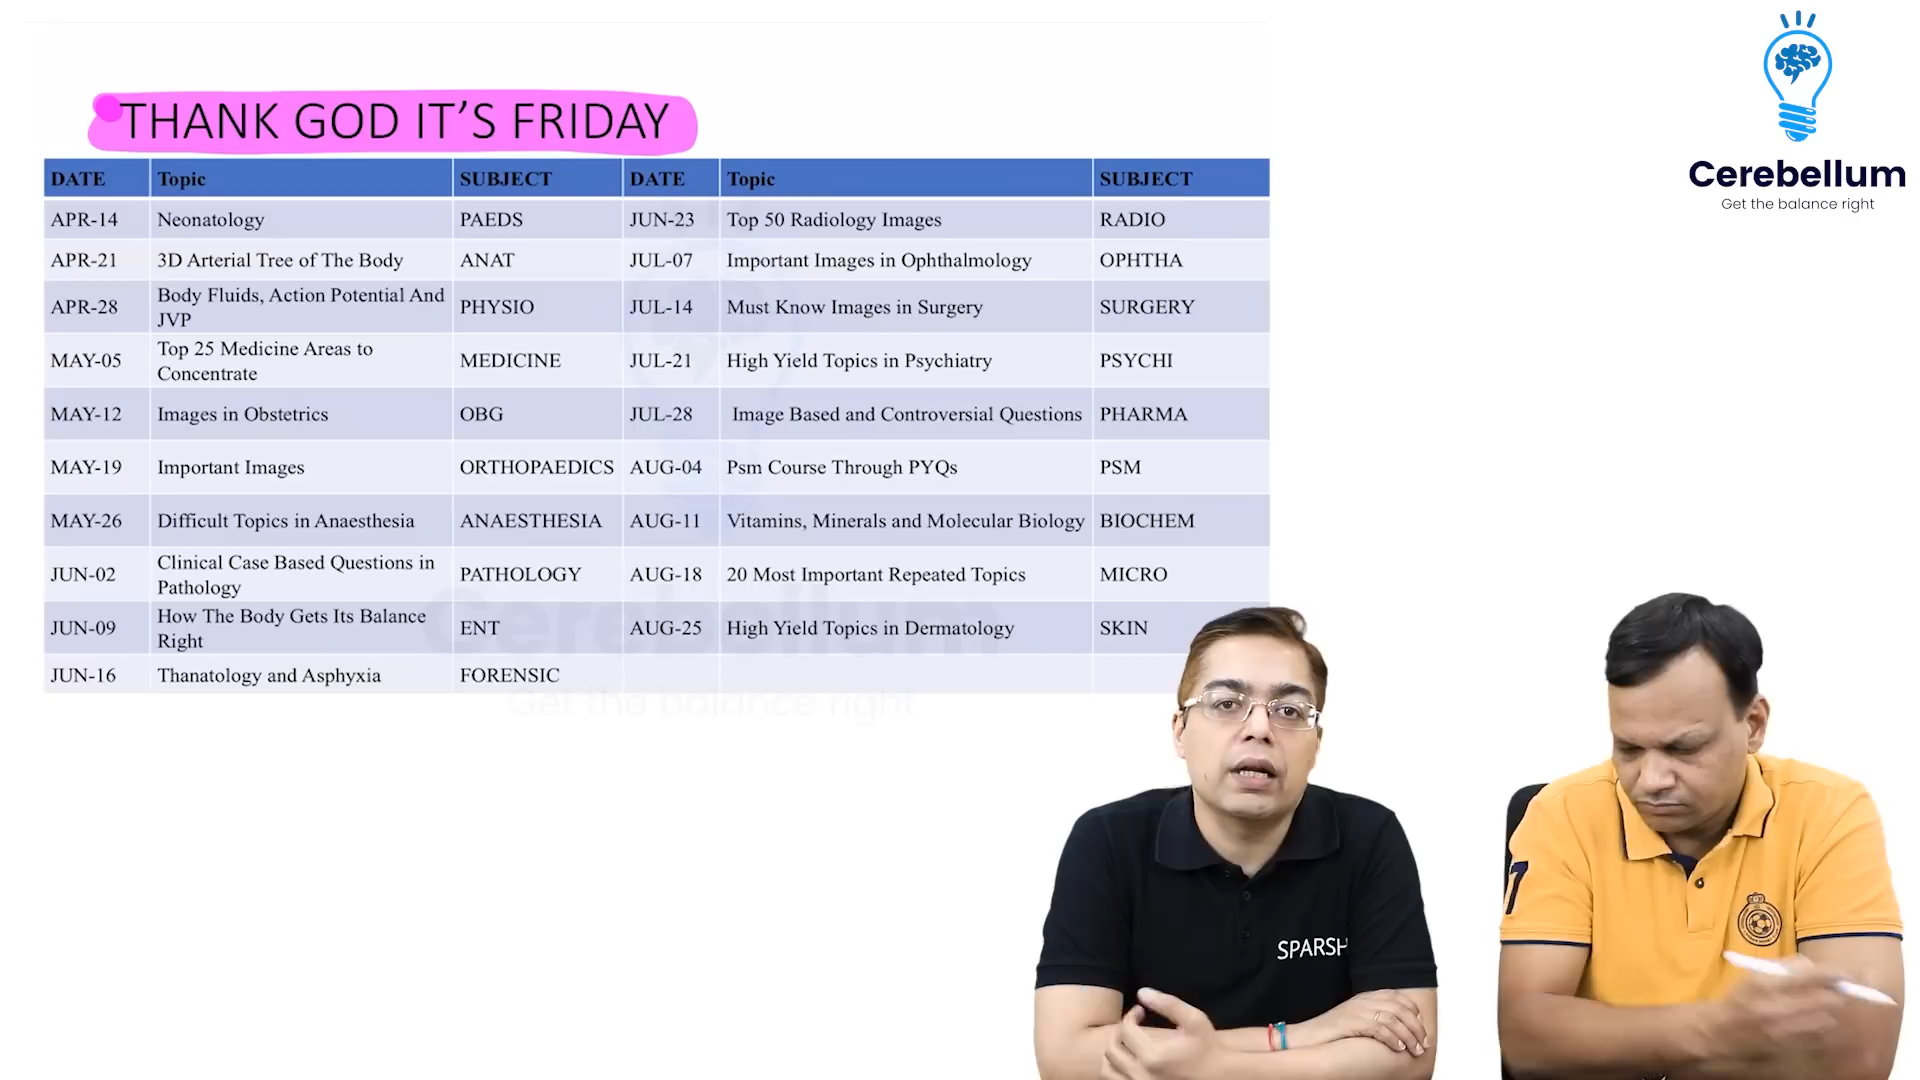 THANK GOD IT'S FRIDAY
DATE Topic SUBJECT DATE Topic SUBJECT
APR-14 Neonatology PAEDS JUN-23 Top 50 Radiology Images RADIO
APR-21 3D Arterial Tree of The Body ANAT JUL-07 Important Images in Ophthalmology OPHTHA
APR-28 Body Fluids, Action Potential And
JVP PHYSIO JUL-14 Must Know Images in Surgery SURGERY
MAY-05 Top 25 Medicine Areas to
Concentrate MEDICINE JUL-21 High Yield Topics in Psychiatry PSYCHI
MAY-12 Images in Obstetrics OBG JUL-28 Image Based and Controversial Questions PHARMA
MAY-19 Important Images ORTHOPAEDICS AUG-04 Psm Course Through PYQs PSM
MAY-26 Difficult Topics in Anaesthesia ANAESTHESIA AUG-11 Vitamins, Minerals and Molecular Biology BIOCHEM
JUN-02 Clinical Case Based Questions in
Pathology PATHOLOGY AUG-18 20 Most Important Repeated Topics MICRO
JUN-09 How The Body Gets Its Balance
Right ENT AUG-25 High Yield Topics in Dermatology SKIN
JUN-16 Thanatology and Asphyxia FORENSIC
Cerebellum
Get the balance right
Cerebellum
Get the balance right
SPARSH
7